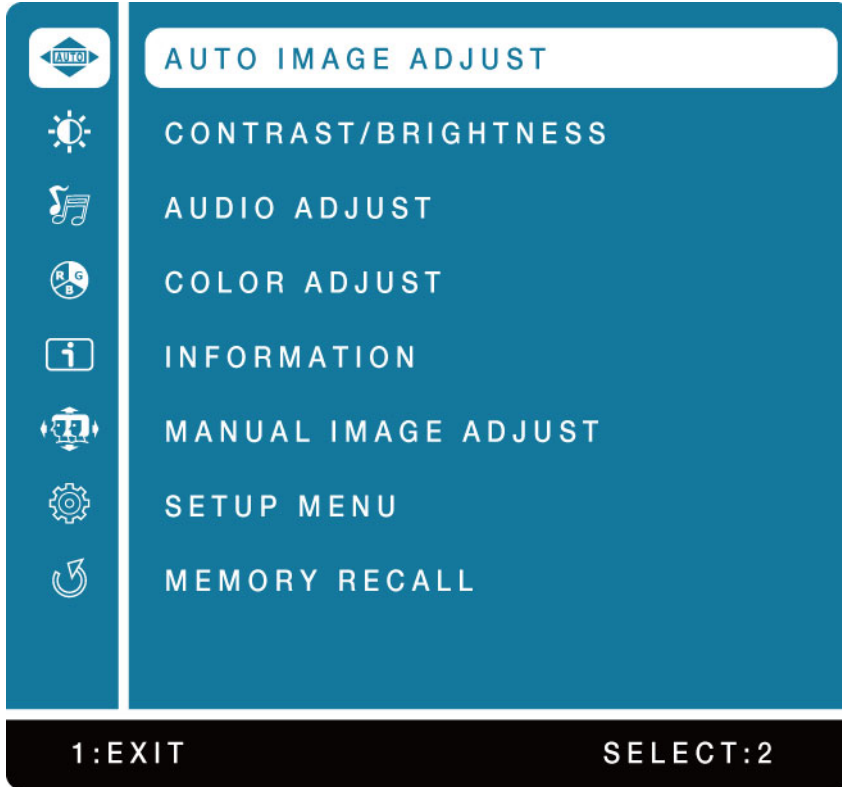 AUTO AUTO IMAGE ADJUST
CONTRAST/BRIGHTNESS
AUDIO ADJUST
R G B COLOR ADJUST
i INFORMATION
MANUAL IMAGE ADJUST
SETUP MENU
MEMORY RECALL
1:EXIT SELECT:2